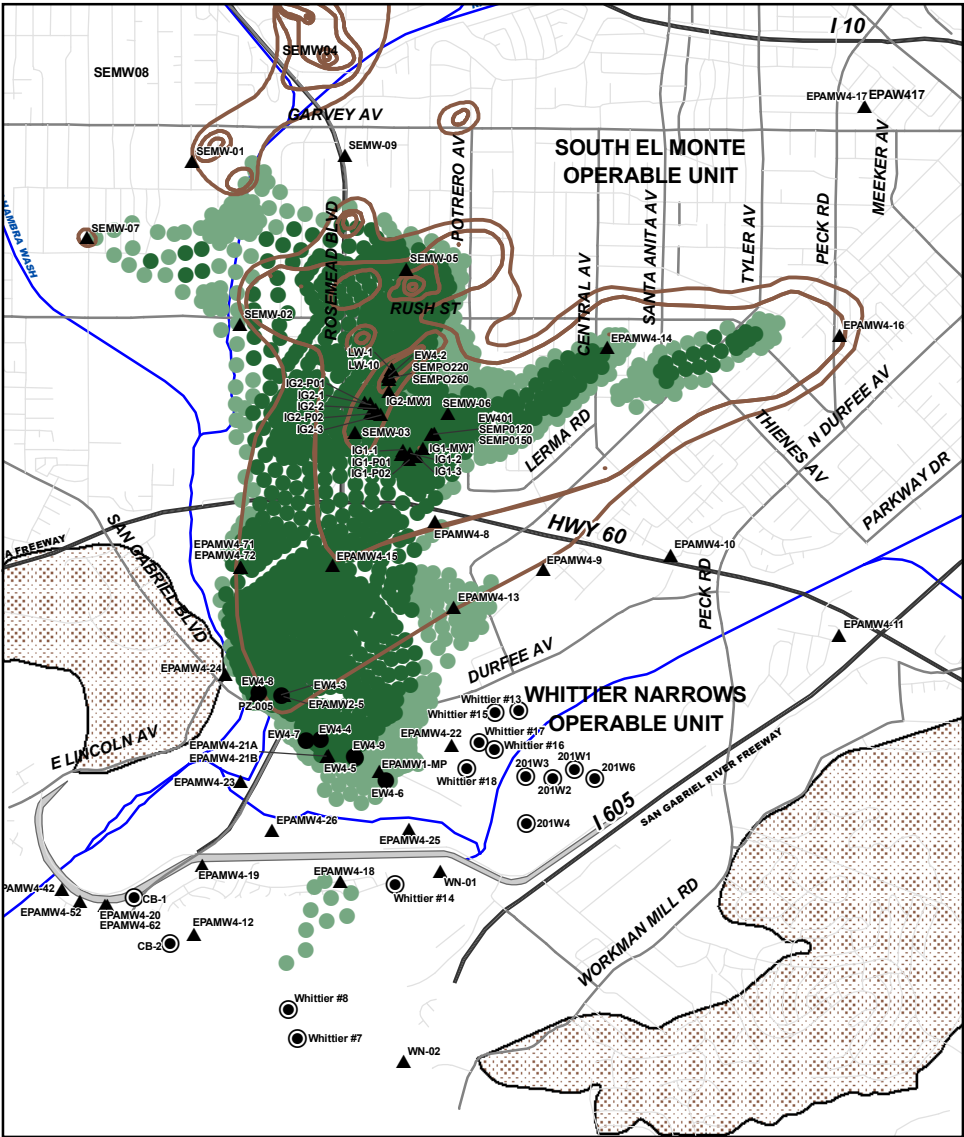 I 10
SEMW04
SEMW08
EPAMW4-17
EPAW417
GARVEY AV
SEMW-01
SEMW-09
POTRERO AV
SOUTH EL MONTE
OPERABLE UNIT
MEEKER AV
SANTA ANITA AV
TYLER AV
PECK RD
SEMW-07
ROSEMEAD BLVD
SEMW-05
CENTRAL AV
RUSH ST
SEMW-02
EPAMW4-16
EPAMW4-14
LW-1
LW-10
EW4-2
SEMPO220
SEMPO260
IG2-P01
IG2-1
IG2-2
IG2-P02
IG2-3
IG2-MW1
SEMW-06
EW401
SEMP0120
SEMP0150
SEMW-03
IG1-1
IG1-P01
IG1-P02
IG1-MW1
IG1-2
IG1-3
LERMA RD
THIENES AV
N DURFEE AV
PARKWAY DR
HWY 60
SAN GABRIEL BLVD
A FREEWAY
EPAMW4-71
EPAMW4-72
EPAMW4-15
EPAMW4-8
EPAMW4-9
EPAMW4-10
PECK RD
EPAMW4-13
EPAMW4-11
DURFEE AV
EPAMW4-24
EW4-8
PZ-005
EW4-3
EPAMW2-5
WHITTIER NARROWS
OPERABLE UNIT
Whittier #13
Whittier #15
Whittier #17
Whittier #16
Whittier #18
E LINCOLN AV
EW4-7
EW4-4
EPAMW4-21A
EPAMW4-21B
EW4-9
EW4-5
EPAMW4-22
EPAMW1-MP
EW4-6
EPAMW4-23
201W3
201W1
201W6
201W2
201W4
I 605
SAN GABRIEL RIVER FREEWAY
EPAMW4-26
EPAMW4-25
EPAMW4-19
EPAMW4-18
WN-01
Whittier #14
PAMW4-42
EPAMW4-52
CB-1
EPAMW4-20
EPAMW4-62
EPAMW4-12
CB-2
WORKMAN MILL RD
Whittier #8
Whittier #7
WN-02